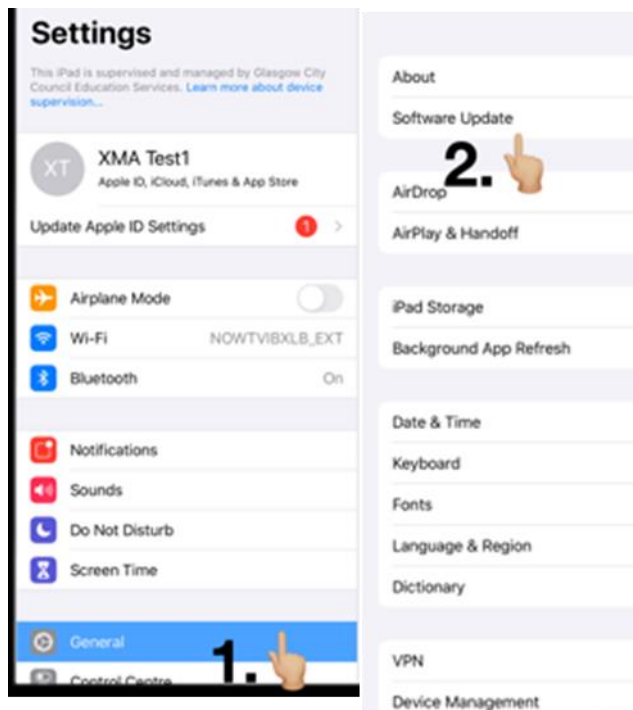 Settings
This iPad is supervised and managed by Glasgow City
Council Education Services. Learn more about device
supervision...
XT
XMA Test1
Apple ID, iCloud, iTunes & App Store
Update Apple ID Settings
1
Airplane Mode
Wi-Fi
NOWTVIBXLB_EXT
Bluetooth
On
Notifications
Sounds
Do Not Disturb
Screen Time
General
1.
Control Centre
About
Software Update
2.
AirDrop
AirPlay & Handoff
iPad Storage
Background App Refresh
Date & Time
Keyboard
Fonts
Language & Region
Dictionary
VPN
Device Management